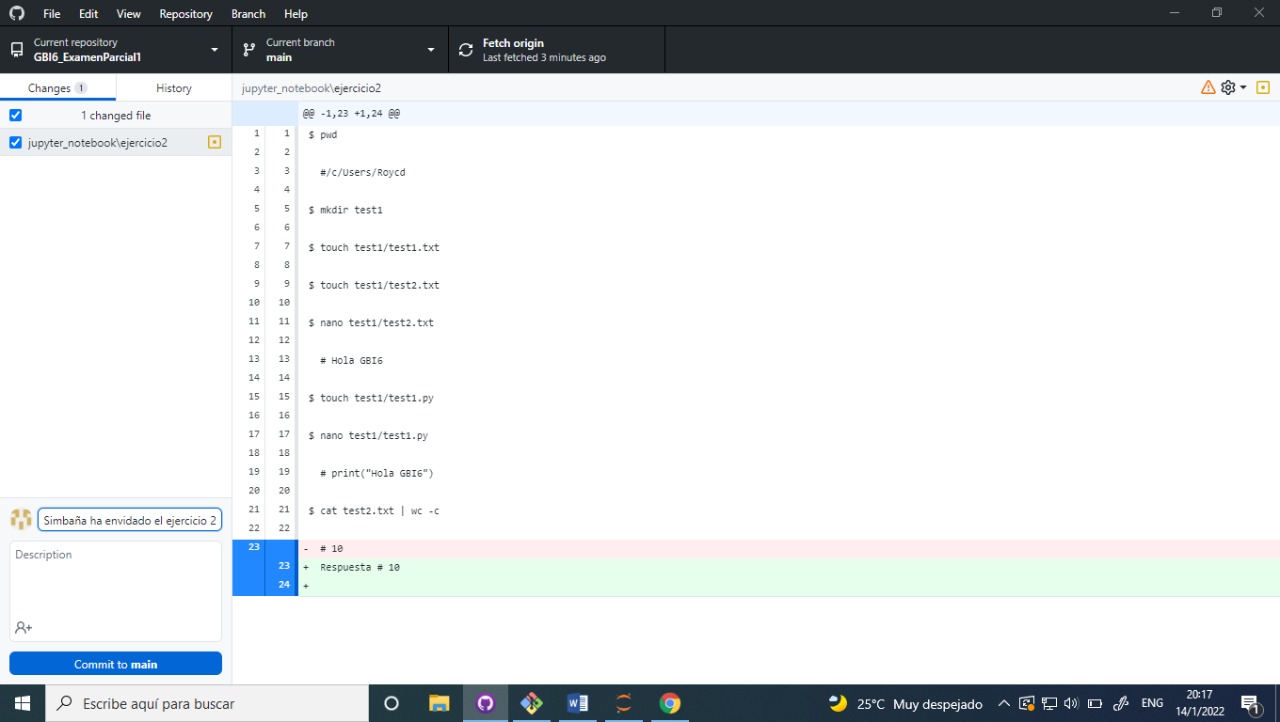 File Edit View Repository Branch Help
Current repository
GBI6_ExamenParcial1
Current branch
main
Fetch origin
Last fetched 3 minutes ago
Changes 1 History
jupyter_notebook\ejercicio2
1 changed file
jupyter_notebook\ejercicio2
@@ -1,23 +1,24 @@
1 1 $ pwd
2 2
3 3 #/c/Users/Roycd
4 4
5 5 $ mkdir test1
6 6
7 7 $ touch test1/test1.txt
8 8
9 9 $ touch test1/test2.txt
10 10
11 11 $ nano test1/test2.txt
12 12
13 13 # Hola GBI6
14 14
15 15 $ touch test1/test1.py
16 16
17 17 $ nano test1/test1.py
18 18
19 19 # print("Hola GBI6")
20 20
21 21 $ cat test2.txt | wc -c
22 22
23 - # 10
23 + Respuesta # 10
24 +
Simbaña ha envidado el ejercicio 2
Description
Commit to main
Escribe aquí para buscar
25°C Muy despejado
ENG
20:17
14/1/2022
1